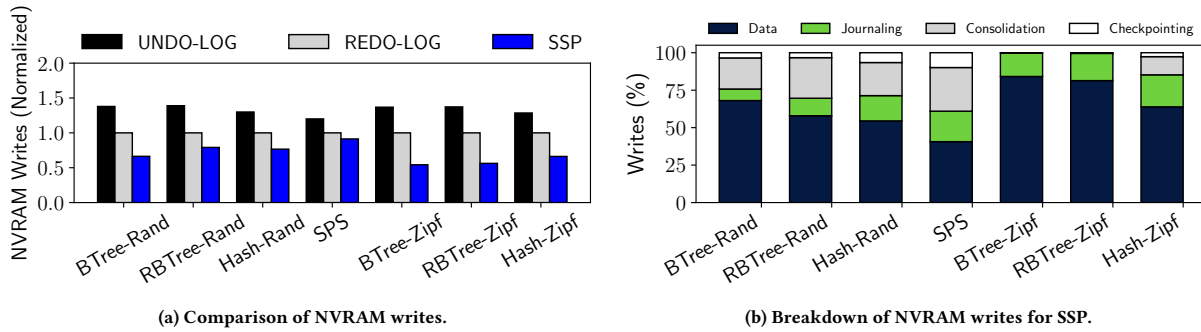 UNDO-LOG REDO-LOG SSP
NVRAM Writes (Normalized)
2.0
1.5
1.0
0.5
0.0
BTree-Rand RBTree-Rand Hash-Rand SPS BTree-Zipf RBTree-Zipf Hash-Zipf
(a) Comparison of NVRAM writes.
Data Journaling Consolidation Checkpointing
Writes (%)
100
75
50
25
0
BTree-Rand RBTree-Rand Hash-Rand SPS BTree-Zipf RBTree-Zipf Hash-Zipf
(b) Breakdown of NVRAM writes for SSP.